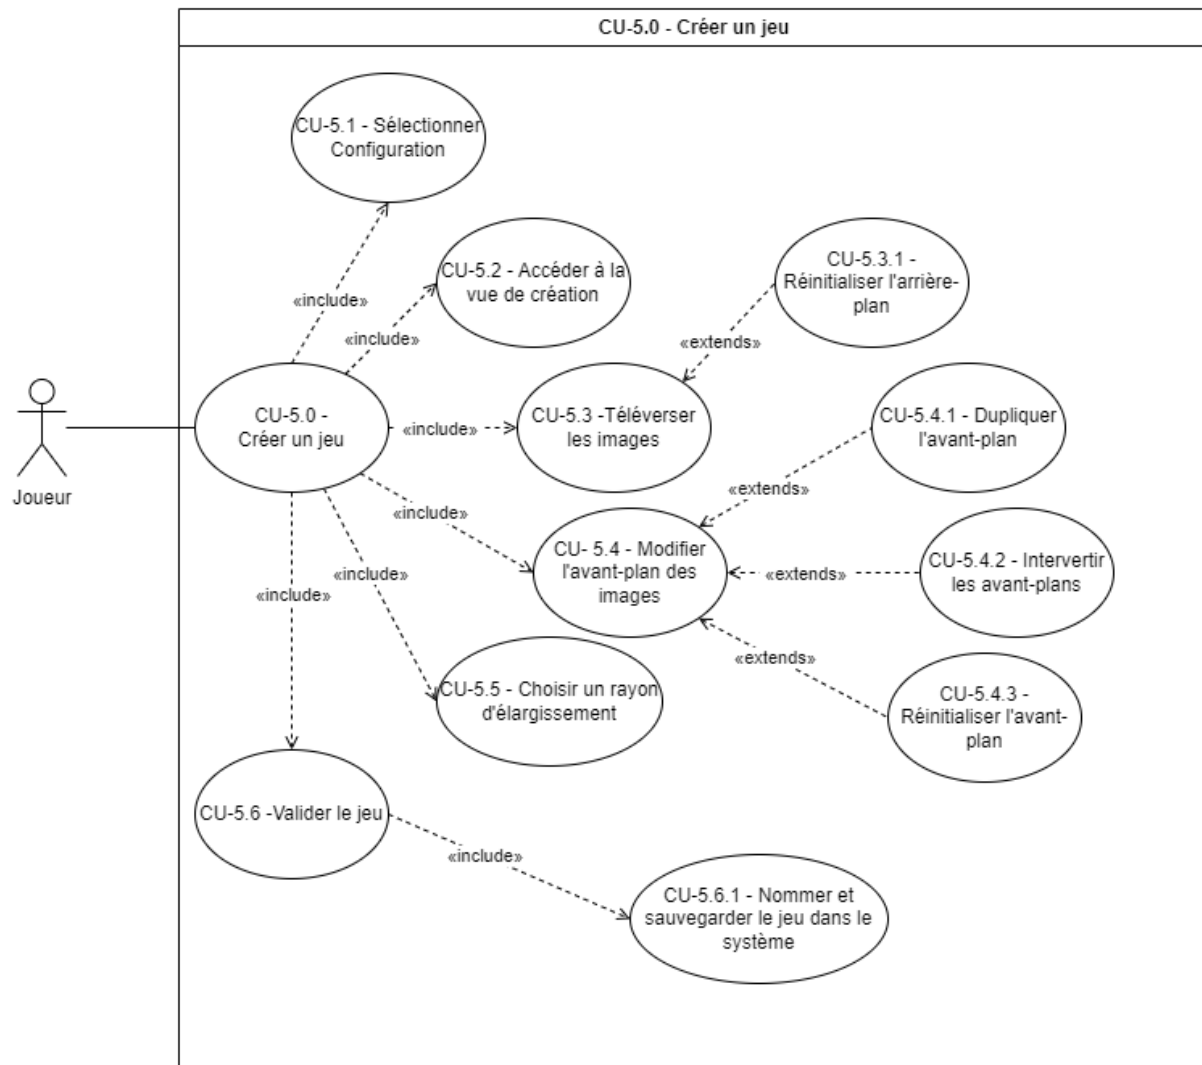 CU-5.0 - Créer un jeu
CU-5.1 - Sélectionner
Configuration
«include»
CU-5.2 - Accéder à la
vue de création
«include»
CU-5.3.1 -
Réinitialiser l'arrière-
plan
«extends»
Joueur
CU-5.0 -
Créer un jeu
«include»
CU-5.3 -Téléverser
les images
CU-5.4.1 - Dupliquer
l'avant-plan
«extends»
«include»
CU- 5.4 - Modifier
l'avant-plan des
images
«extends»
CU-5.4.2 - Intervertir
les avant-plans
«include»
«include»
«extends»
CU-5.4.3 -
Réinitialiser l'avant-
plan
CU-5.5 - Choisir un rayon
d'élargissement
CU-5.6 -Valider le jeu
«include»
CU-5.6.1 - Nommer et
sauvegarder le jeu dans le
système